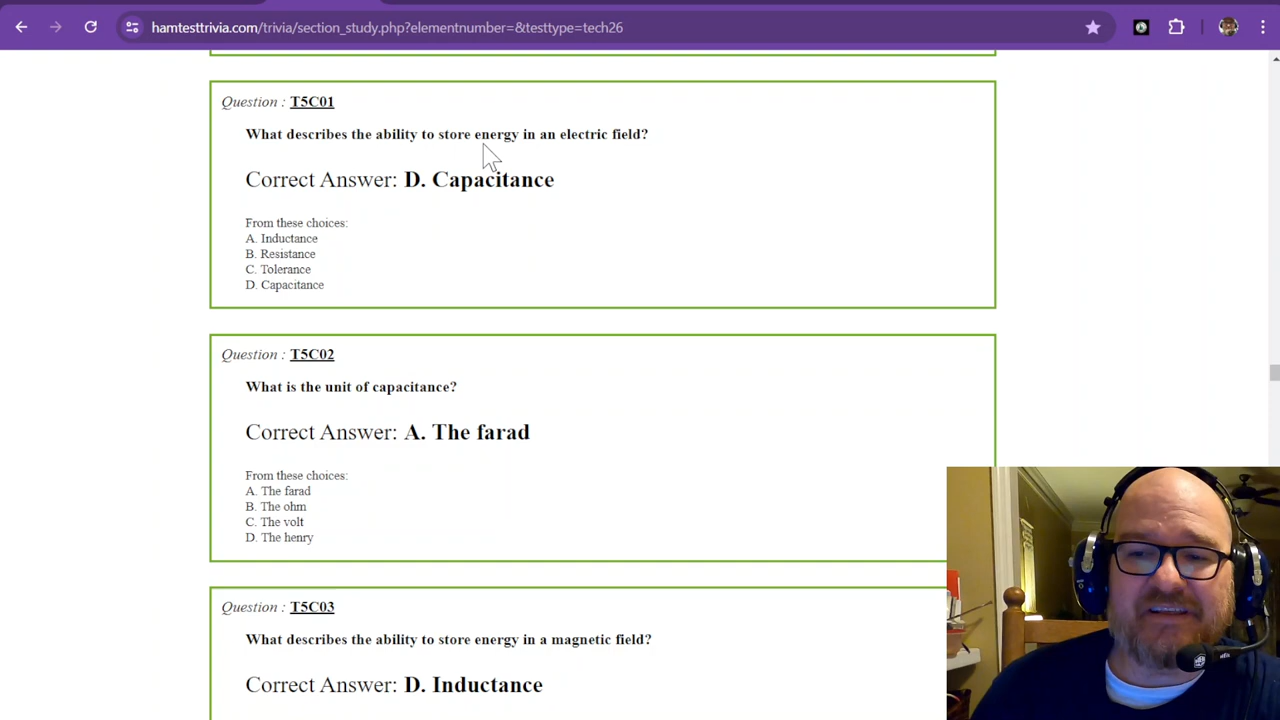 hamtesttrivia.com/trivia/section_study.php?elementnumber=&testtype=tech26
Question : T5C01
What describes the ability to store energy in an electric field?
Correct Answer: D. Capacitance
From these choices:
A. Inductance
B. Resistance
C. Tolerance
D. Capacitance
Question : T5C02
What is the unit of capacitance?
Correct Answer: A. The farad
From these choices:
A. The farad
B. The ohm
C. The volt
D. The henry
Question : T5C03
What describes the ability to store energy in a magnetic field?
Correct Answer: D. Inductance